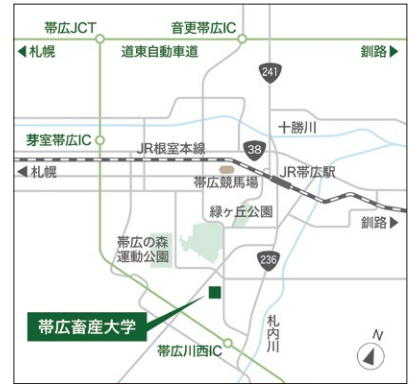 帯広JCT
音更帯広IC
◀札幌
道東自動車道
釧路▶
241
十勝川
芽室帯広IC
JR根室本線
38
◀札幌
帯広競馬場
JR帯広駅
緑ヶ丘公園
釧路▶
帯広の森
運動公園
236
帯広畜産大学
札内川
帯広川西IC
N